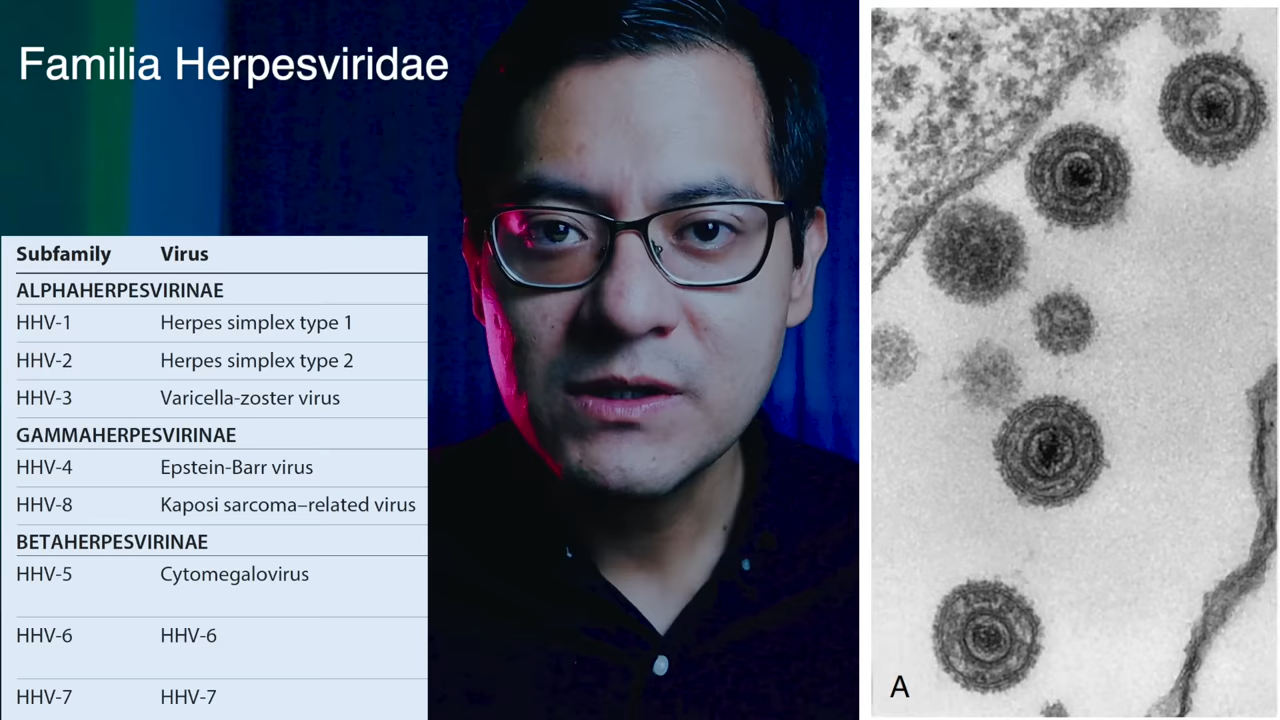 Familia Herpesviridae
Subfamily Virus
ALPHAHERPESVIRINAE
HHV-1 Herpes simplex type 1
HHV-2 Herpes simplex type 2
HHV-3 Varicella-zoster virus
GAMMAHERPESVIRINAE
HHV-4 Epstein-Barr virus
HHV-8 Kaposi sarcoma–related virus
BETAHERPESVIRINAE
HHV-5 Cytomegalovirus
HHV-6 HHV-6
HHV-7 HHV-7
A